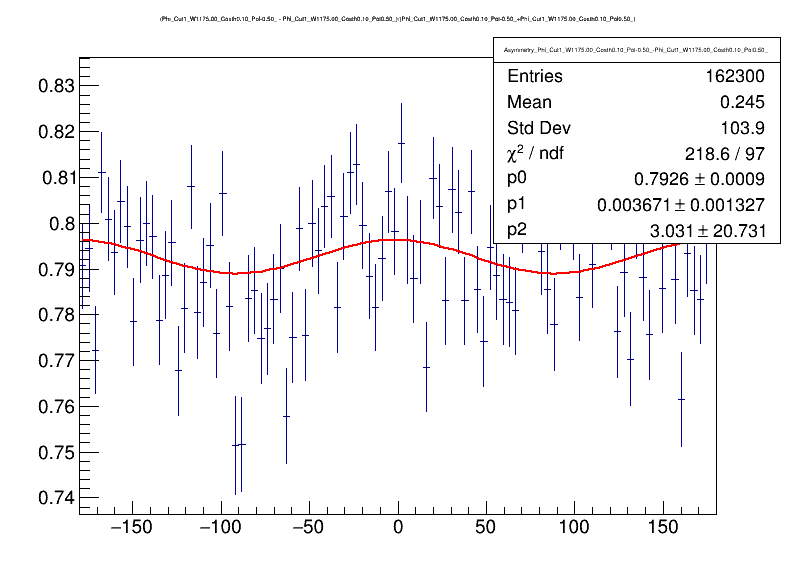 (Phi_Cut1_W1175.00_Costh0.10_Pol-0.50_ - Phi_Cut1_W1175.00_Costh0.10_Pol0.50_)/(Phi_Cut1_W1175.00_Costh0.10_Pol-0.50_+Phi_Cut1_W1175.00_Costh0.10_Pol0.50_)
Asymmetry_Phi_Cut1_W1175.00_Costh0.10_Pol-0.50_-Phi_Cut1_W1175.00_Costh0.10_Pol0.50_
Entries 162300
Mean 0.245
Std Dev 103.9
χ² / ndf 218.6 / 97
p0 0.7926 ± 0.0009
p1 0.003671 ± 0.001327
p2 3.031 ± 20.731
0.83
0.82
0.81
0.8
0.79
0.78
0.77
0.76
0.75
0.74
−150 −100 −50 0 50 100 150